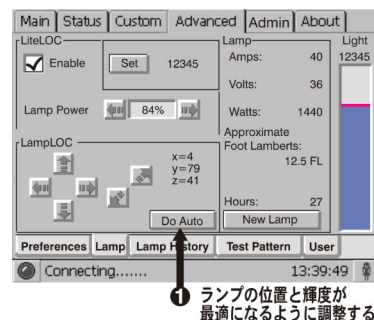 Main Status Custom Advanced Admin About
LiteLOC
Enable
Set 12345
Lamp Power 84%
Lamp
Amps: 40
Volts: 36
Watts: 1440
Approximate
Foot Lamberts:
12.5 FL
Hours: 27
New Lamp
Light
12345
LampLOC
x=4
y=79
z=41
Do Auto
Preferences Lamp Lamp History Test Pattern User
Connecting....... 13:39:49
1 ランプの位置と輝度が
最適になるように調整する